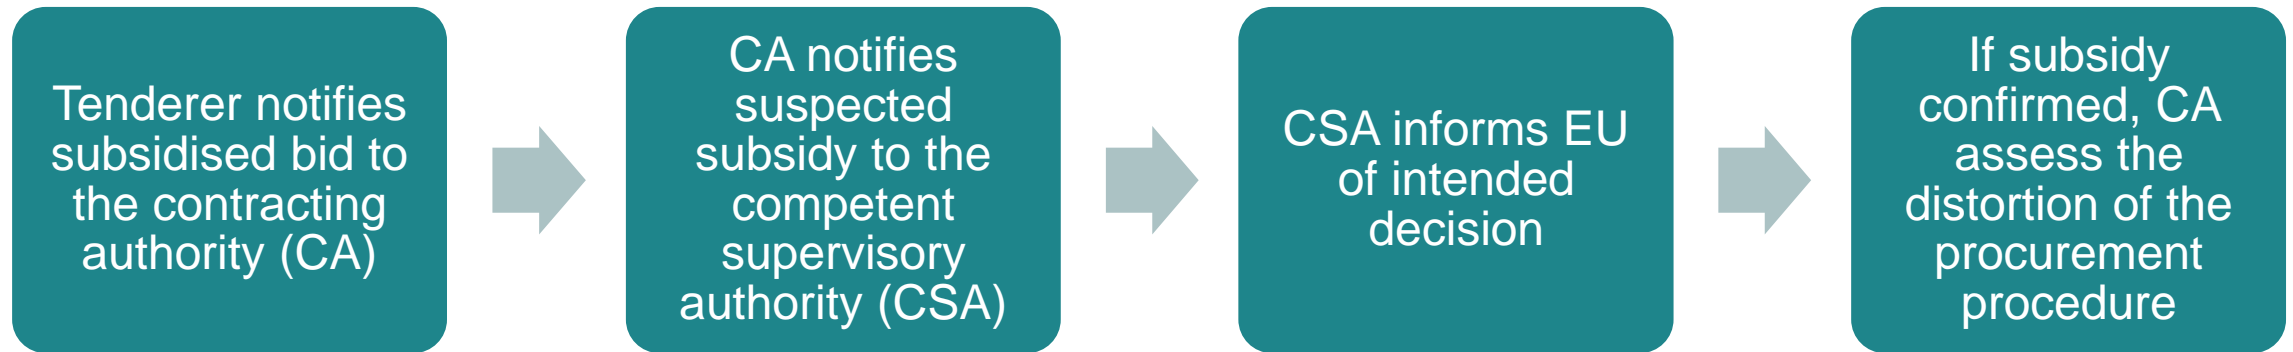 Tenderer notifies
subsidised bid to
the contracting
authority (CA)
CA notifies
suspected
subsidy to the
competent
supervisory
authority (CSA)
CSA informs EU
of intended
decision
If subsidy
confirmed, CA
assess the
distortion of the
procurement
procedure